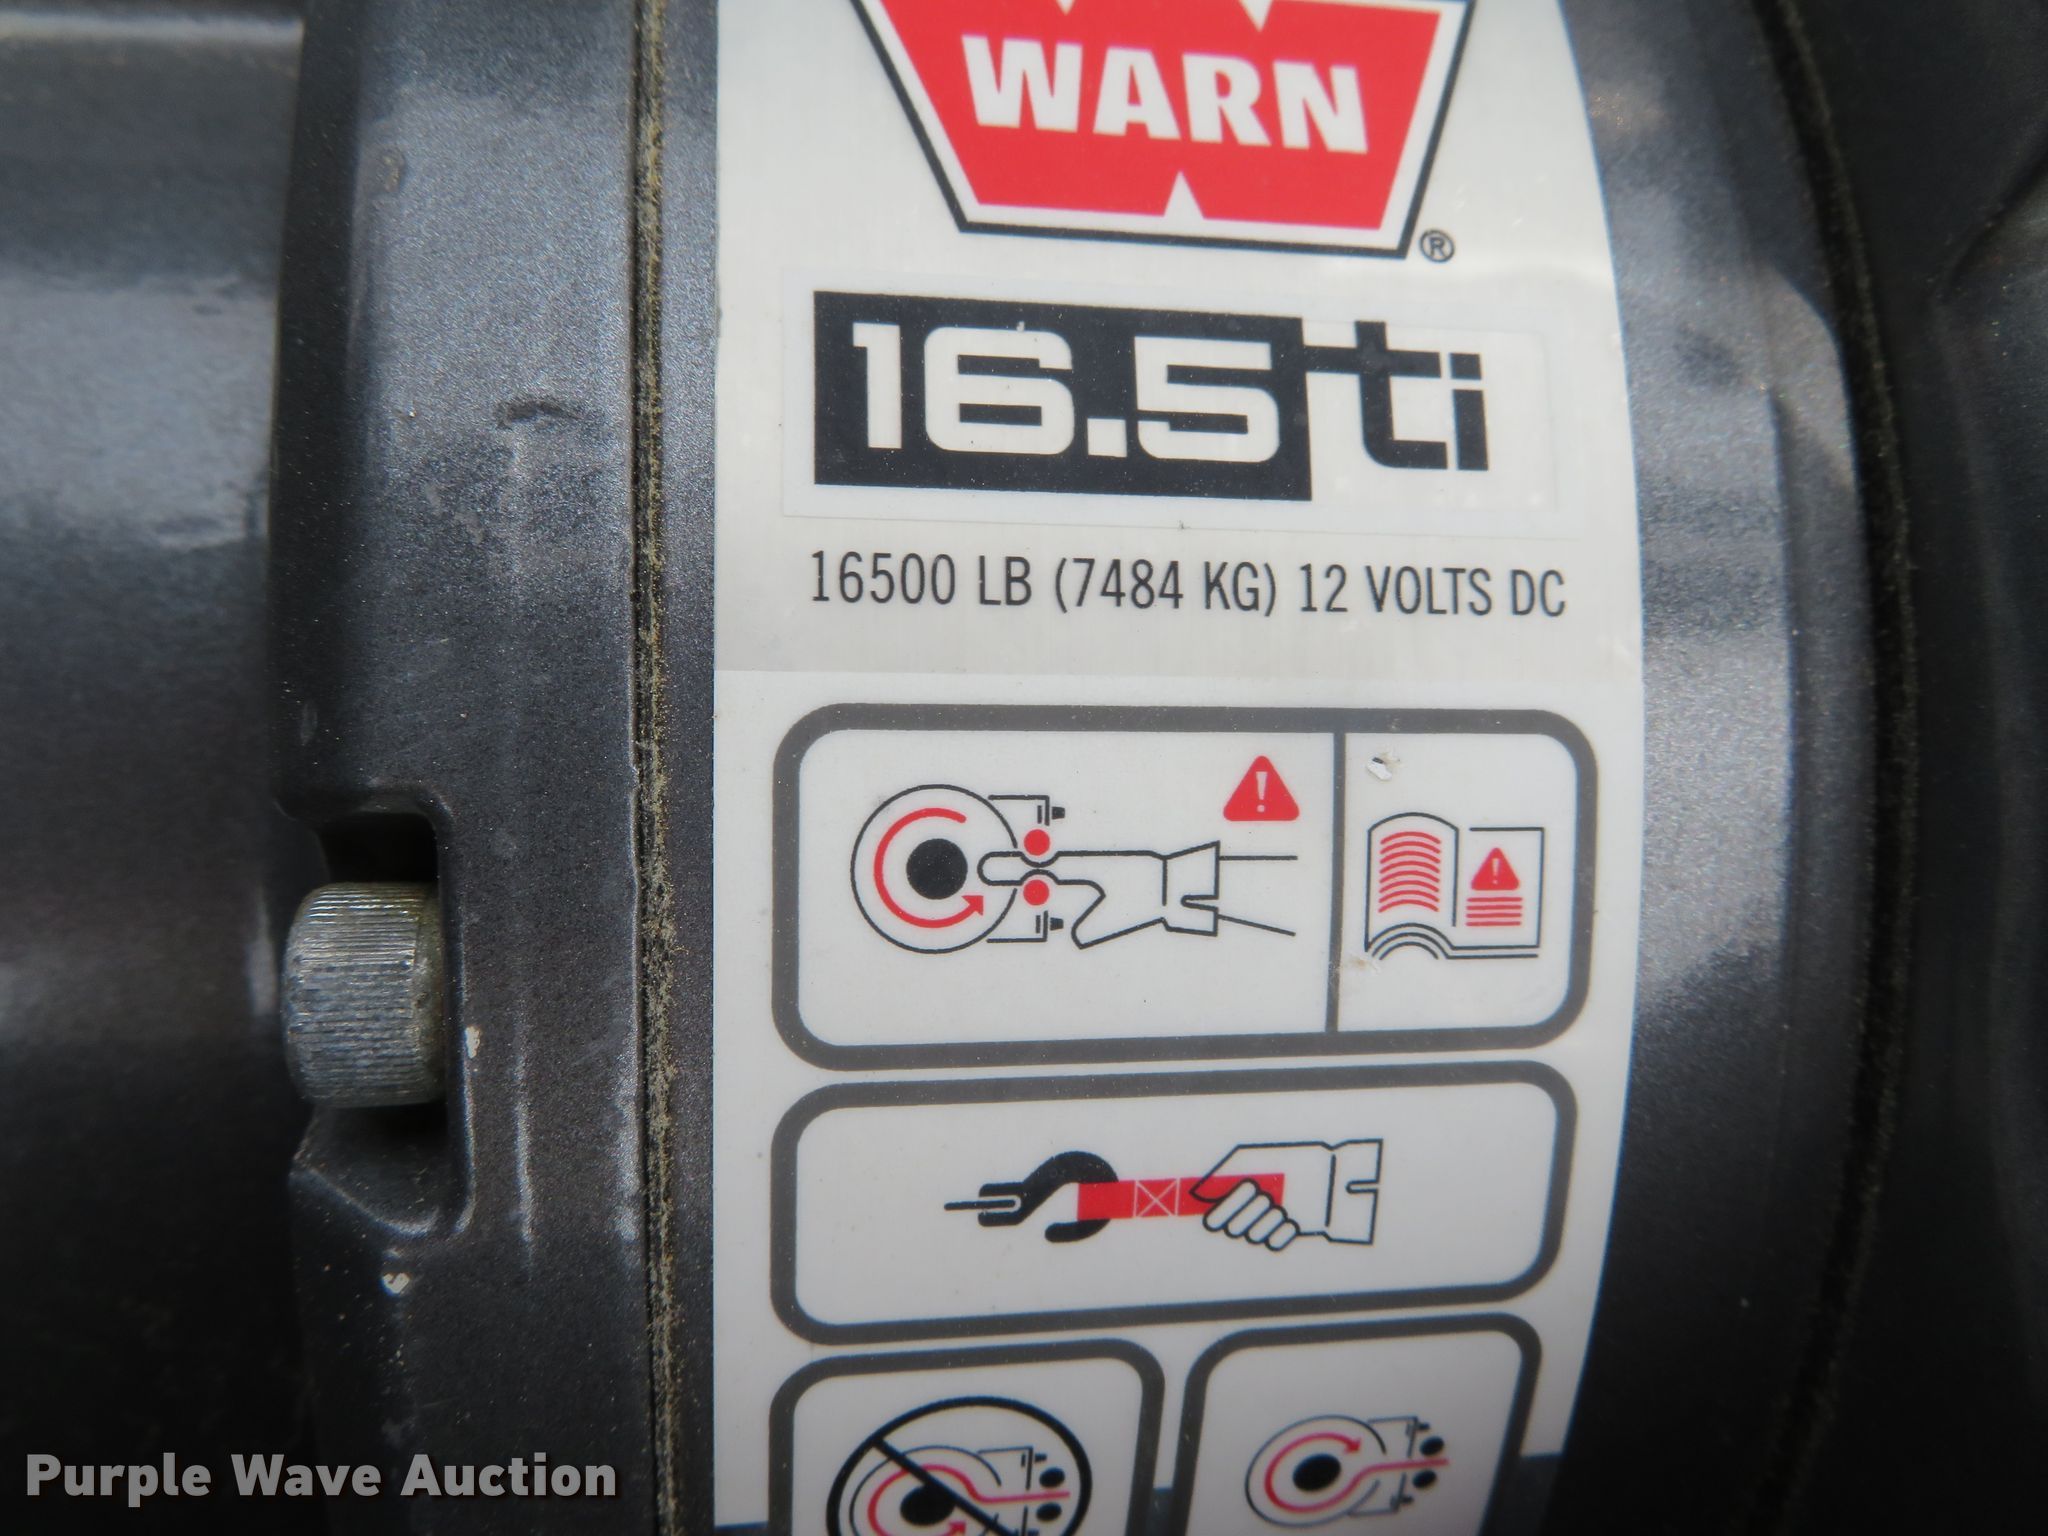 WARN
®
16.5ti
16500 LB (7484 KG) 12 VOLTS DC
Purple Wave Auction